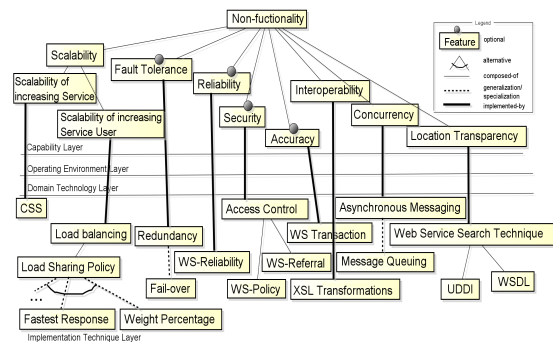 Non-fuctionality
Legend
Feature
optional
alternative
composed-of
generalization/
specialization
implemented-by
Scalability
Fault Tolerance
Reliability
Interoperability
Scalability of
increasing Service
Scalability of increasing
Service User
Security
Accuracy
Concurrency
Location Transparency
Capability Layer
Operating Environment Layer
Domain Technology Layer
CSS
Access Control
Asynchronous Messaging
Load balancing
Redundancy
WS Transaction
Web Service Search Technique
Load Sharing Policy
WS-Reliability
WS-Referral
Message Queuing
...
Fail-over
WS-Policy
XSL Transformations
UDDI
WSDL
Fastest Response
Weight Percentage
Implementation Technique Layer